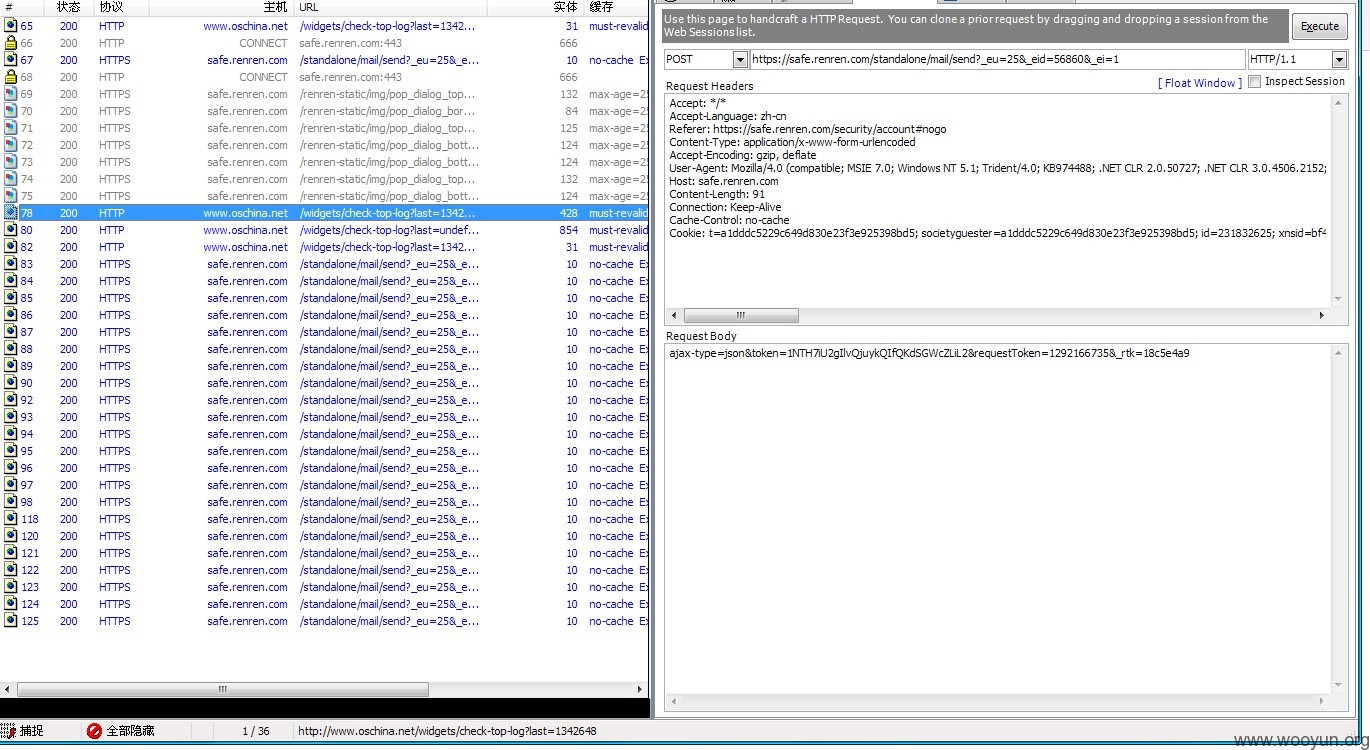 # 状态 协议 主机 URL 实体 缓存
65 200 HTTP www.oschina.net /widgets/check-top-log?last=1342... 31 must-revalid
66 200 HTTP CONNECT safe.renren.com:443 666
67 200 HTTPS safe.renren.com /standalone/mail/send?_eu=25&_e... 10 no-cache Ex
68 200 HTTP CONNECT safe.renren.com:443 666
69 200 HTTPS safe.renren.com /renren-static/img/pop_dialog_top... 132 max-age=25
70 200 HTTPS safe.renren.com /renren-static/img/pop_dialog_bor... 84 max-age=25
71 200 HTTPS safe.renren.com /renren-static/img/pop_dialog_top... 125 max-age=25
72 200 HTTPS safe.renren.com /renren-static/img/pop_dialog_bott... 124 max-age=25
73 200 HTTPS safe.renren.com /renren-static/img/pop_dialog_bott... 124 max-age=25
74 200 HTTPS safe.renren.com /renren-static/img/pop_dialog_top... 132 max-age=25
75 200 HTTPS safe.renren.com /renren-static/img/pop_dialog_bott... 124 max-age=25
78 200 HTTP www.oschina.net /widgets/check-top-log?last=1342... 428 must-revalid
80 200 HTTP www.oschina.net /widgets/check-top-log?last=undef... 854 must-revalid
82 200 HTTP www.oschina.net /widgets/check-top-log?last=1342... 31 must-revalid
83 200 HTTPS safe.renren.com /standalone/mail/send?_eu=25&_e... 10 no-cache Ex
84 200 HTTPS safe.renren.com /standalone/mail/send?_eu=25&_e... 10 no-cache Ex
85 200 HTTPS safe.renren.com /standalone/mail/send?_eu=25&_e... 10 no-cache Ex
86 200 HTTPS safe.renren.com /standalone/mail/send?_eu=25&_e... 10 no-cache Ex
87 200 HTTPS safe.renren.com /standalone/mail/send?_eu=25&_e... 10 no-cache Ex
88 200 HTTPS safe.renren.com /standalone/mail/send?_eu=25&_e... 10 no-cache Ex
89 200 HTTPS safe.renren.com /standalone/mail/send?_eu=25&_e... 10 no-cache Ex
90 200 HTTPS safe.renren.com /standalone/mail/send?_eu=25&_e... 10 no-cache Ex
92 200 HTTPS safe.renren.com /standalone/mail/send?_eu=25&_e... 10 no-cache Ex
93 200 HTTPS safe.renren.com /standalone/mail/send?_eu=25&_e... 10 no-cache Ex
94 200 HTTPS safe.renren.com /standalone/mail/send?_eu=25&_e... 10 no-cache Ex
95 200 HTTPS safe.renren.com /standalone/mail/send?_eu=25&_e... 10 no-cache Ex
96 200 HTTPS safe.renren.com /standalone/mail/send?_eu=25&_e... 10 no-cache Ex
97 200 HTTPS safe.renren.com /standalone/mail/send?_eu=25&_e... 10 no-cache Ex
98 200 HTTPS safe.renren.com /standalone/mail/send?_eu=25&_e... 10 no-cache Ex
118 200 HTTPS safe.renren.com /standalone/mail/send?_eu=25&_e... 10 no-cache Ex
120 200 HTTPS safe.renren.com /standalone/mail/send?_eu=25&_e... 10 no-cache Ex
121 200 HTTPS safe.renren.com /standalone/mail/send?_eu=25&_e... 10 no-cache Ex
122 200 HTTPS safe.renren.com /standalone/mail/send?_eu=25&_e... 10 no-cache Ex
123 200 HTTPS safe.renren.com /standalone/mail/send?_eu=25&_e... 10 no-cache Ex
124 200 HTTPS safe.renren.com /standalone/mail/send?_eu=25&_e... 10 no-cache Ex
125 200 HTTPS safe.renren.com /standalone/mail/send?_eu=25&_e... 10 no-cache Ex
捕捉 全部隐藏 1 / 36 http://www.oschina.net/widgets/check-top-log?last=1342648
Use this page to handcraft a HTTP Request. You can clone a prior request by dragging and dropping a session from the
Web Sessions list.
Execute
POST https://safe.renren.com/standalone/mail/send?_eu=25&_eid=56860&_ei=1 HTTP/1.1
Request Headers [ Float Window ] Inspect Session
Accept: */*
Accept-Language: zh-cn
Referer: https://safe.renren.com/security/account#nogo
Content-Type: application/x-www-form-urlencoded
Accept-Encoding: gzip, deflate
User-Agent: Mozilla/4.0 (compatible; MSIE 7.0; Windows NT 5.1; Trident/4.0; KB974488; .NET CLR 2.0.50727; .NET CLR 3.0.4506.2152;
Host: safe.renren.com
Content-Length: 91
Connection: Keep-Alive
Cache-Control: no-cache
Cookie: t=a1dddc5229c649d830e23f3e925398bd5; societyguester=a1dddc5229c649d830e23f3e925398bd5; id=231832625; xnsid=bf4
Request Body
ajax-type=json&token=1NTH7iU2gIlvQjuykQIfQKdSGWcZLiL2&requestToken=1292166735&_rtk=18c5e4a9
www.wooyun.org